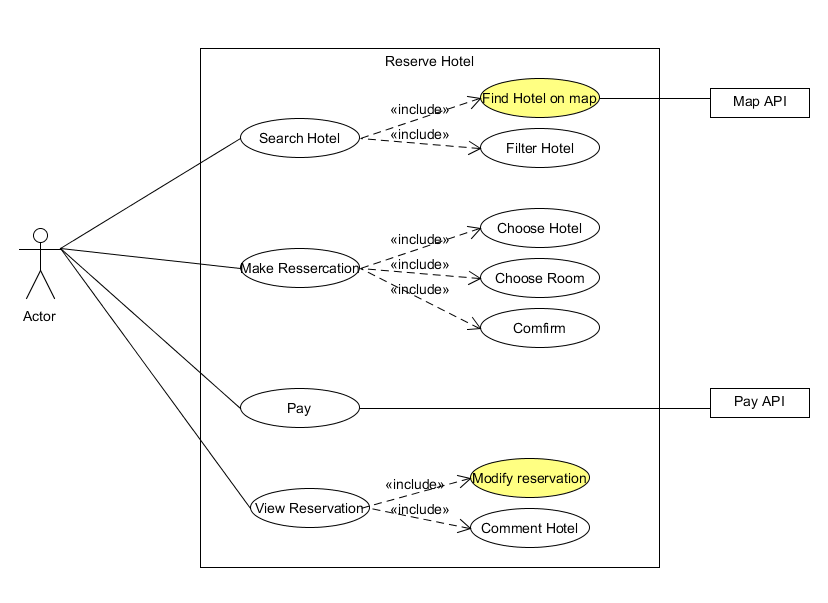 Reserve Hotel
Find Hotel on map
Map API
«include»
Search Hotel
«include»
Filter Hotel
Choose Hotel
«include»
Make Ressercation
«include»
Choose Room
«include»
Comfirm
Actor
Pay
Pay API
Modify reservation
«include»
View Reservation
«include»
Comment Hotel